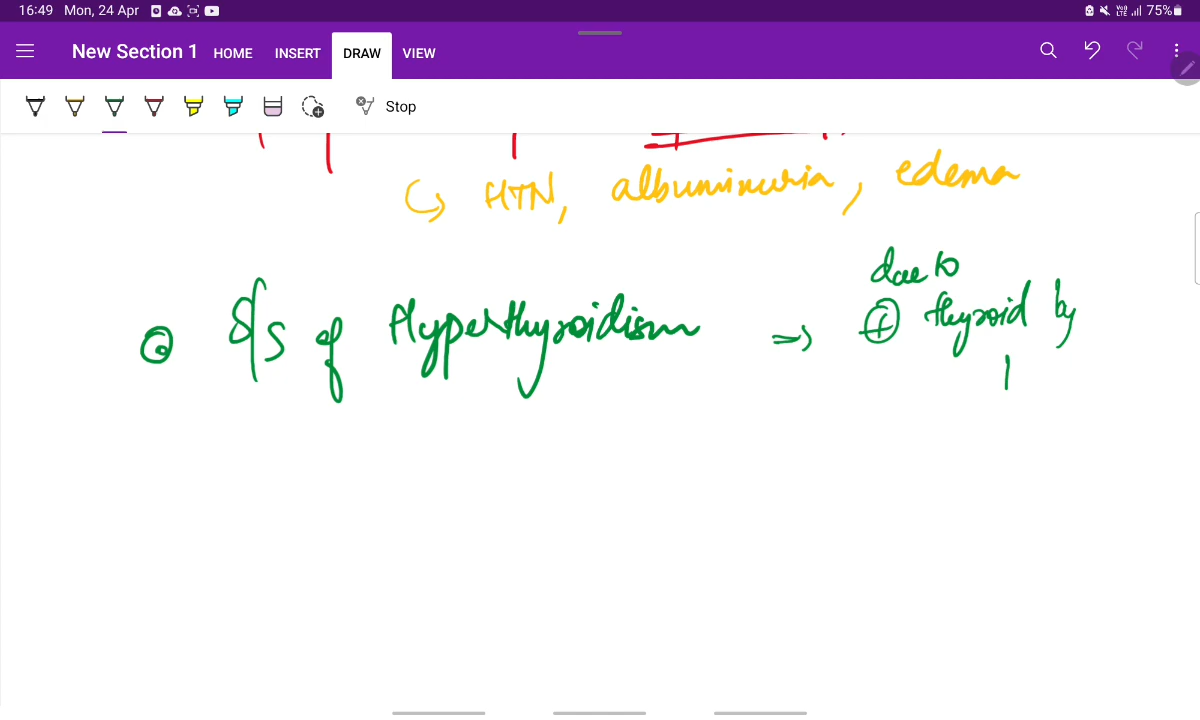 16:49 Mon, 24 Apr 75%
New Section 1 HOME INSERT DRAW VIEW
Stop
HTN, albuminuria, edema
S/S of Hyperthyroidism ⇒ due to
⊕ thyroid by